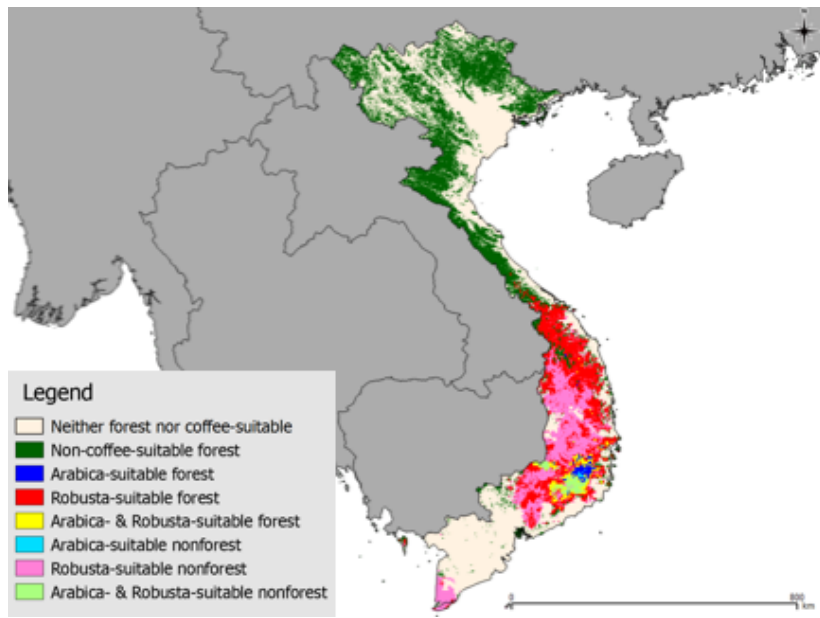 Legend
Neither forest nor coffee-suitable
Non-coffee-suitable forest
Arabica-suitable forest
Robusta-suitable forest
Arabica- & Robusta-suitable forest
Arabica-suitable nonforest
Robusta-suitable nonforest
Arabica- & Robusta-suitable nonforest
0 800
km